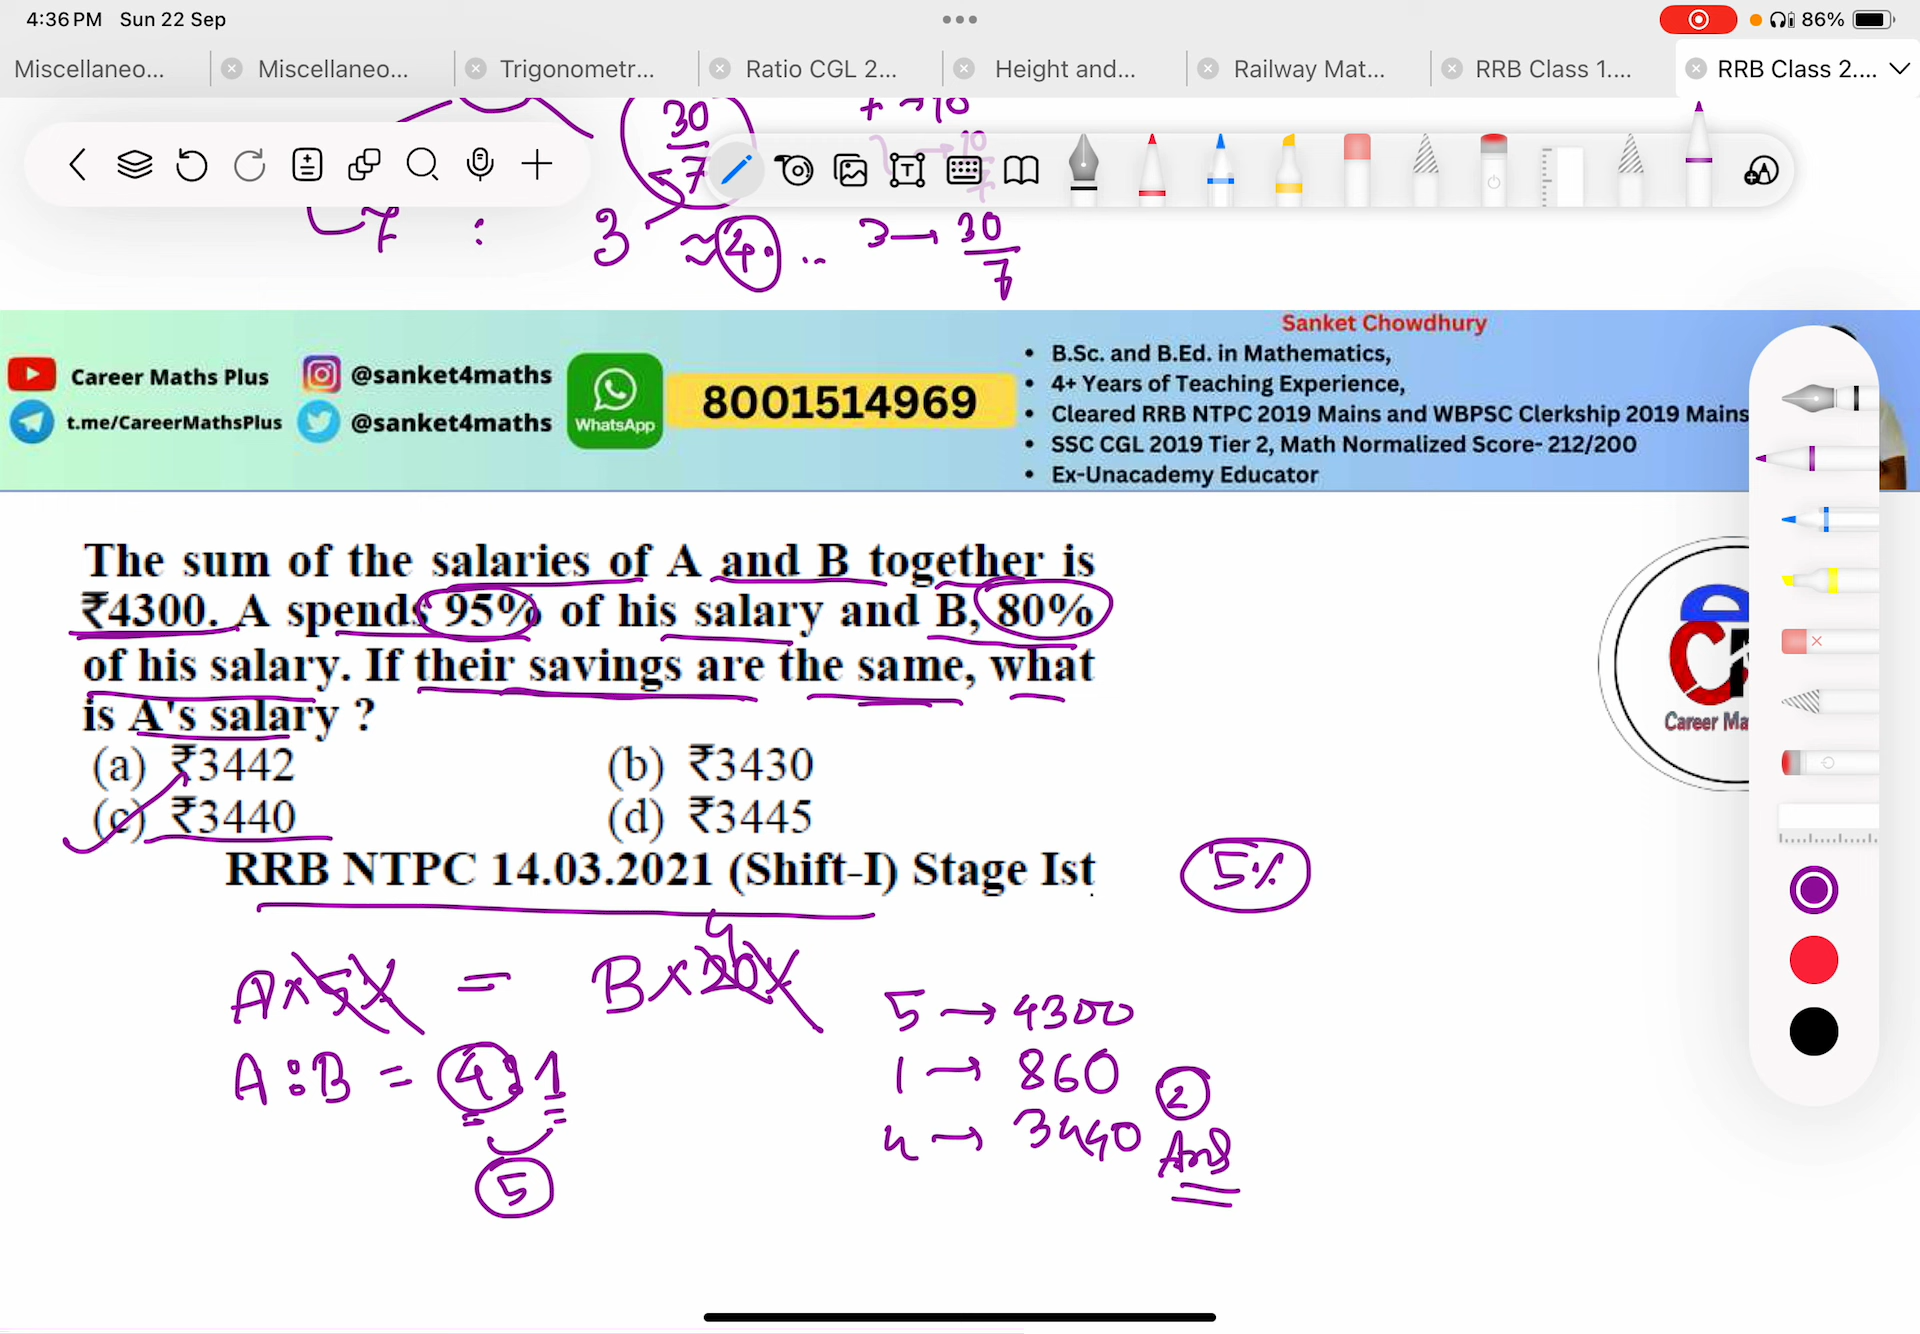 4:36 PM Sun 22 Sep
86%
Miscellaneo...
Miscellaneo...
Trigonometr...
Ratio CGL 2...
Height and...
Railway Mat...
RRB Class 1....
RRB Class 2....
30
7
7 : 3 ≈ 4. ..
3 → 30
7
Sanket Chowdhury
Career Maths Plus
@sanket4maths
t.me/CareerMathsPlus
@sanket4maths
WhatsApp
8001514969
• B.Sc. and B.Ed. in Mathematics,
• 4+ Years of Teaching Experience,
• Cleared RRB NTPC 2019 Mains and WBPSC Clerkship 2019 Mains
• SSC CGL 2019 Tier 2, Math Normalized Score- 212/200
• Ex-Unacademy Educator
The sum of the salaries of A and B together is
₹4300. A spends 95% of his salary and B, 80%
of his salary. If their savings are the same, what
is A's salary ?
(a) ₹3442 (b) ₹3430
(c) ₹3440 (d) ₹3445
RRB NTPC 14.03.2021 (Shift-I) Stage Ist
Career Ma
5%
4
A × 5% = B × 20%
A : B = 4 : 1
5
5 → 4300
1 → 860
4 → 3440
2
Ans